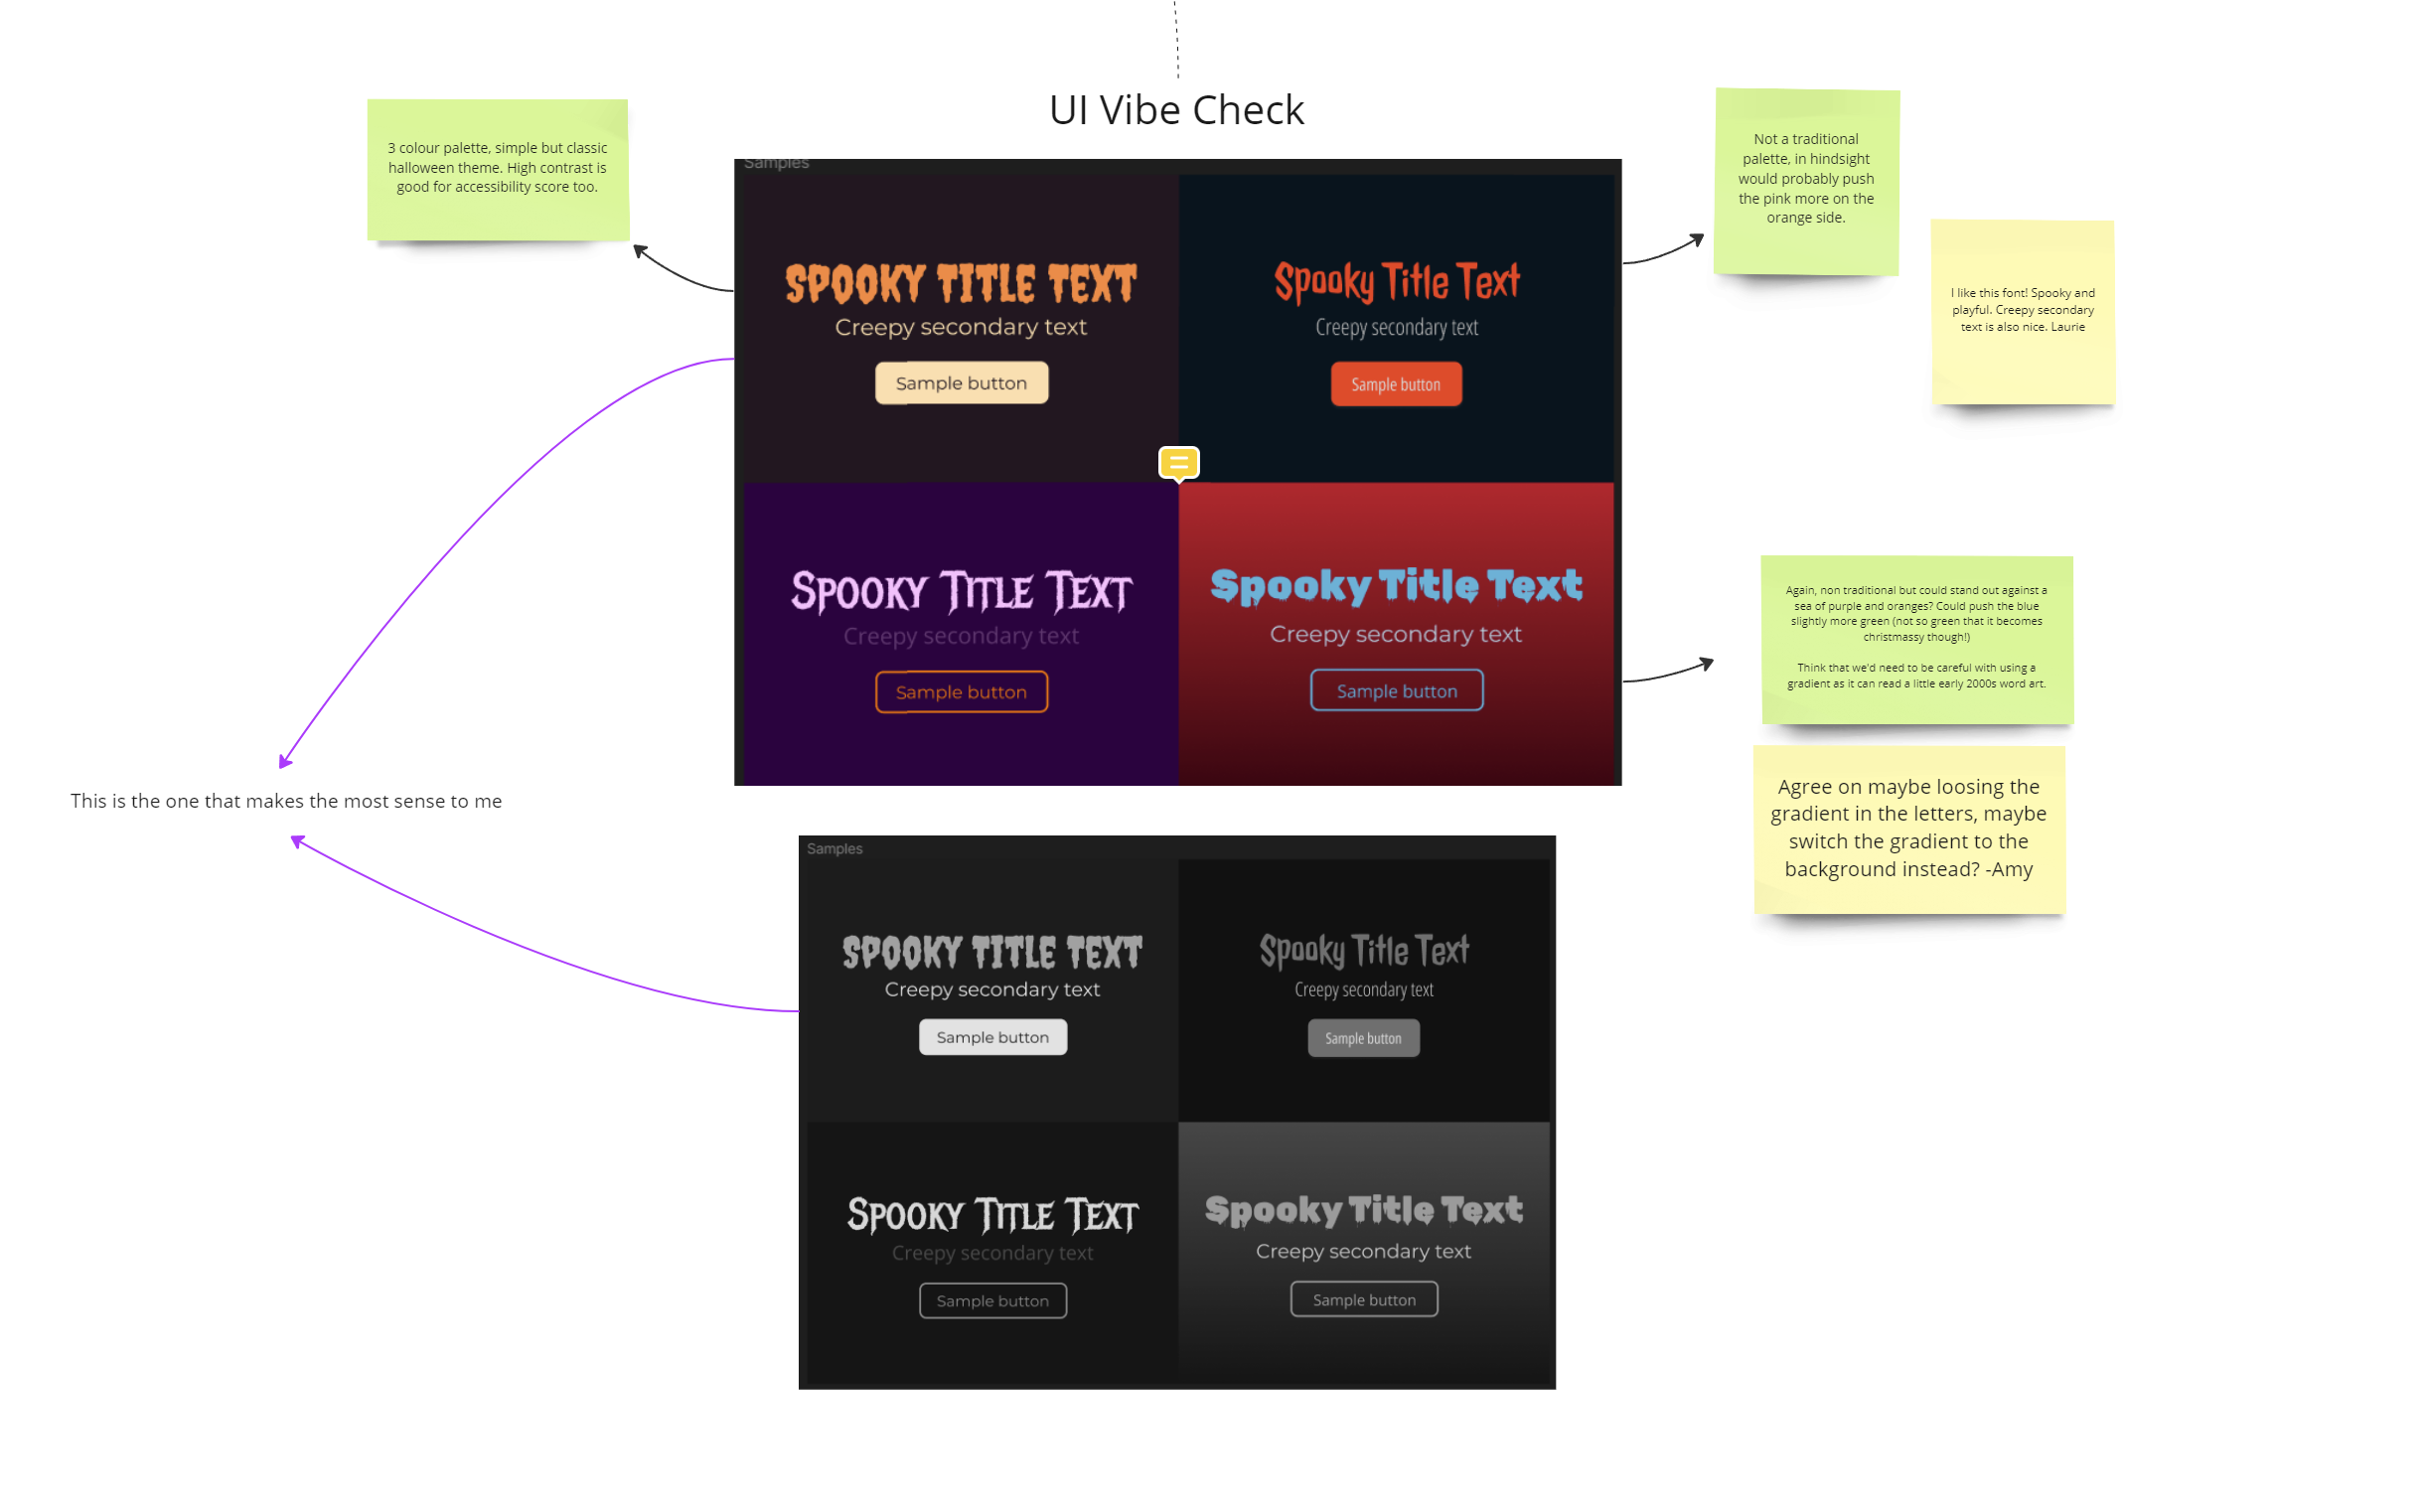 UI Vibe Check
3 colour palette, simple but classic
halloween theme. High contrast is
good for accessibility score too.
Not a traditional
palette, in hindsight
would probably push
the pink more on the
orange side.
I like this font! Spooky and
playful. Creepy secondary
text is also nice. Laurie
Samples
SPOOKY TITLE TEXT
Creepy secondary text
Sample button
Spooky Title Text
Creepy secondary text
Sample button
Spooky Title Text
Creepy secondary text
Sample button
Spooky Title Text
Creepy secondary text
Sample button
Again, non traditional but could stand out against a
sea of purple and oranges? Could push the blue
slightly more green (not so green that it becomes
christmassy though!)
Think that we'd need to be careful with using a
gradient as it can read a little early 2000s word art.
Agree on maybe loosing the
gradient in the letters, maybe
switch the gradient to the
background instead? -Amy
This is the one that makes the most sense to me
Samples
SPOOKY TITLE TEXT
Creepy secondary text
Sample button
Spooky Title Text
Creepy secondary text
Sample button
Spooky Title Text
Creepy secondary text
Sample button
Spooky Title Text
Creepy secondary text
Sample button